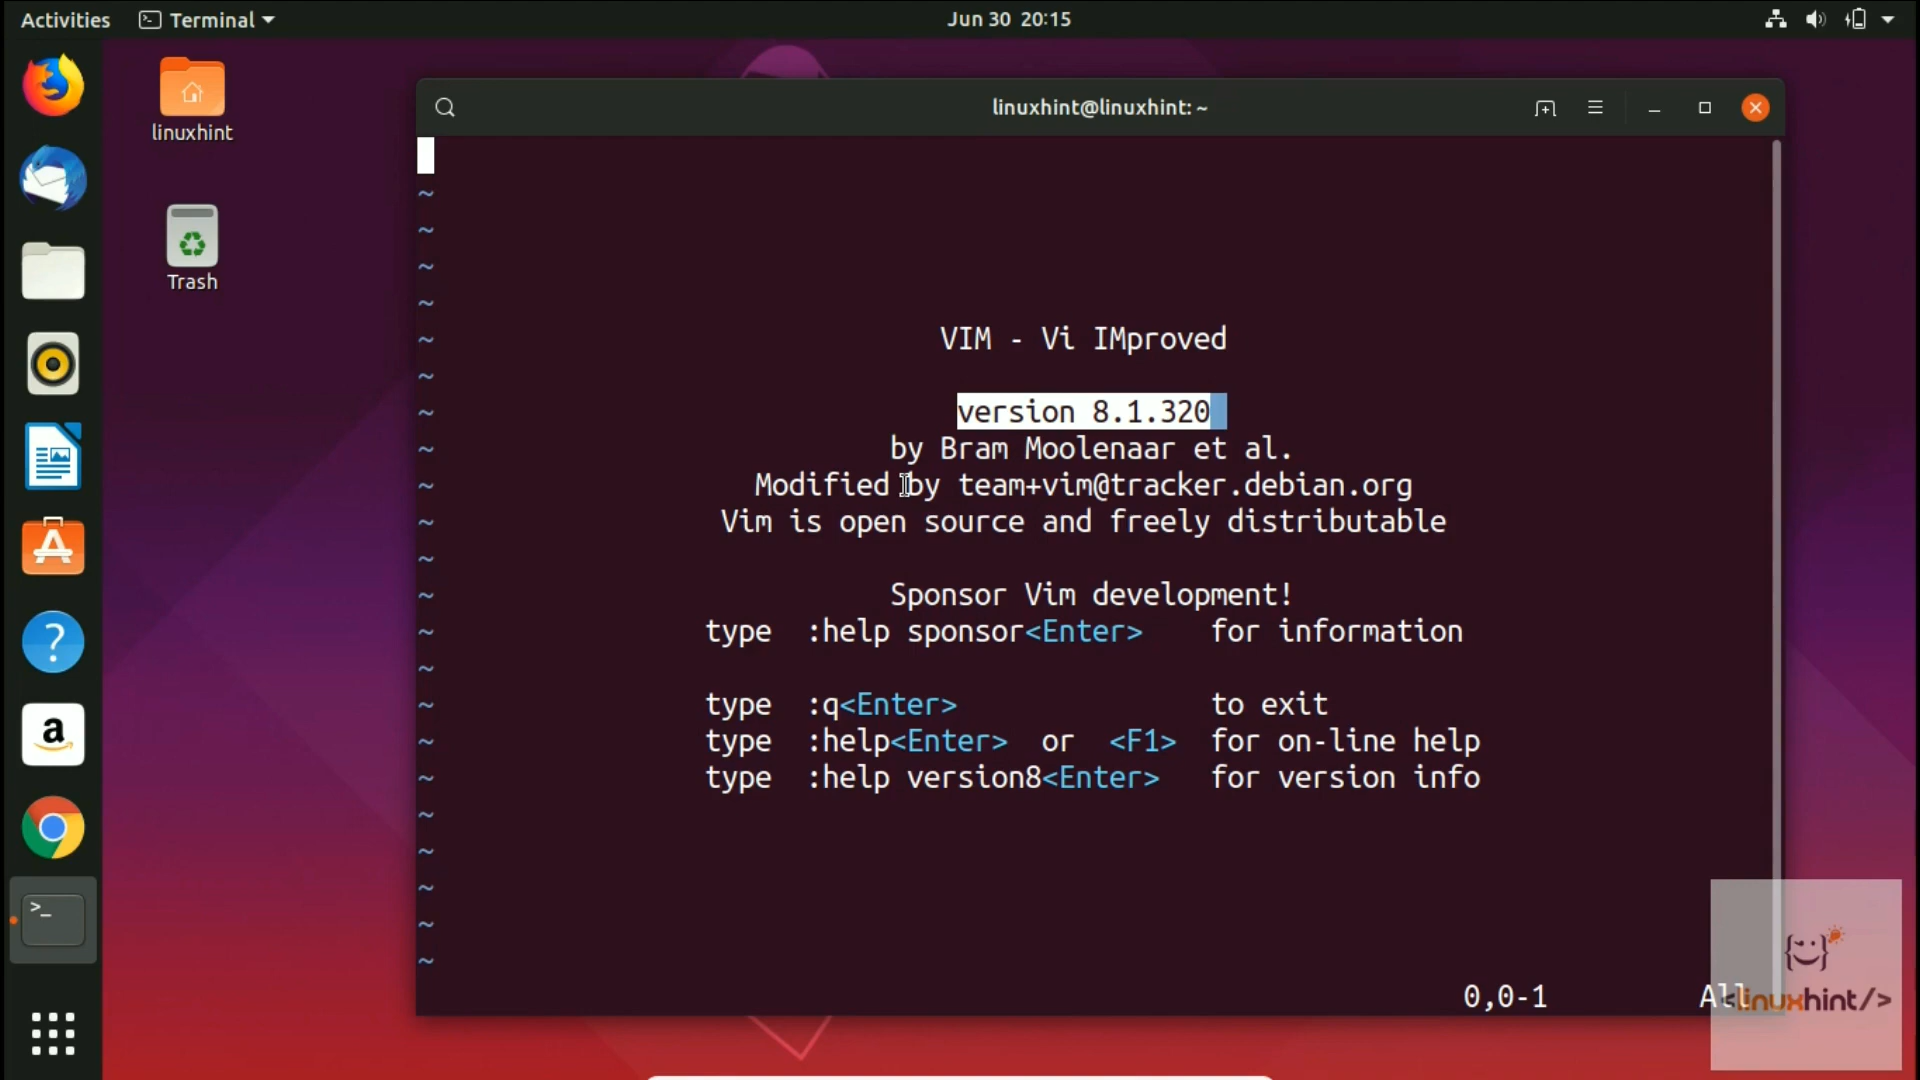 Activities Terminal Jun 30 20:15
linuxhint
Trash
linuxhint@linuxhint: ~
~
~
~
~
~ VIM - Vi IMproved
~
~ version 8.1.320
~ by Bram Moolenaar et al.
~ Modified by team+vim@tracker.debian.org
~ Vim is open source and freely distributable
~
~ Sponsor Vim development!
~ type :help sponsor<Enter> for information
~
~ type :q<Enter> to exit
~ type :help<Enter> or <F1> for on-line help
~ type :help version8<Enter> for version info
~
~
~
~
~
0,0-1 All
<linuxhint/>